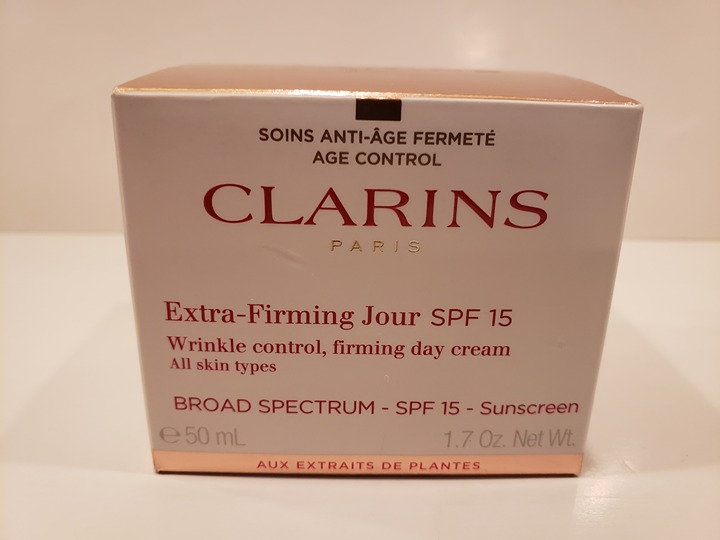 SOINS ANTI-ÂGE FERMETÉ
AGE CONTROL
CLARINS
PARIS
Extra-Firming Jour SPF 15
Wrinkle control, firming day cream
All skin types
BROAD SPECTRUM - SPF 15 - Sunscreen
℮ 50 mL 1.7 Oz. Net Wt.
AUX EXTRAITS DE PLANTES